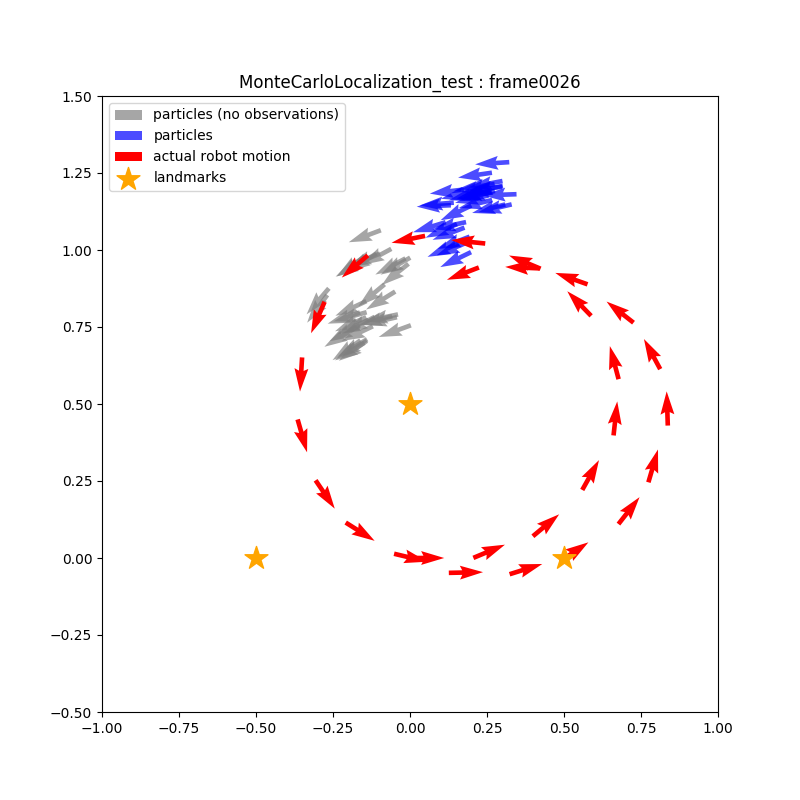 MonteCarloLocalization_test : frame0026
particles (no observations)
particles
actual robot motion
landmarks
1.50
1.25
1.00
0.75
0.50
0.25
0.00
−0.25
−0.50
−1.00 −0.75 −0.50 −0.25 0.00 0.25 0.50 0.75 1.00